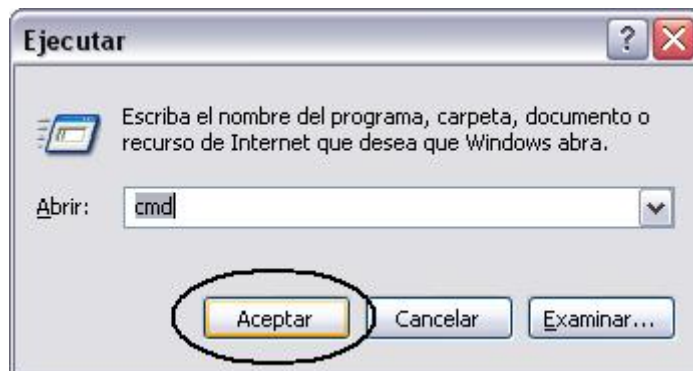 Ejecutar
?
Escriba el nombre del programa, carpeta, documento o
recurso de Internet que desea que Windows abra.
Abrir: cmd
Aceptar Cancelar Examinar...